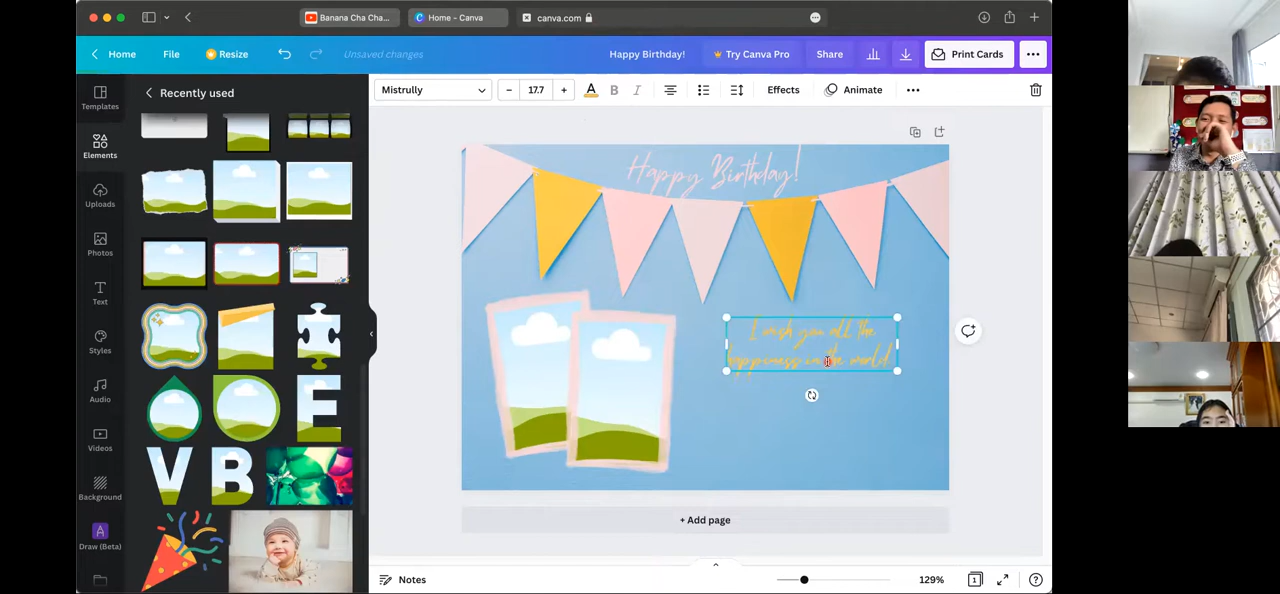 Banana Cha Cha...
Home - Canva
canva.com
Home
File
Resize
Unsaved changes
Happy Birthday!
Try Canva Pro
Share
Print Cards
Templates
Elements
Uploads
Photos
Text
Styles
Audio
Videos
Background
Draw (Beta)
Recently used
E
V B
Mistrully
17.7
B
I
Effects
Animate
Happy Birthday!
I wish you all the
happiness in the world.
+ Add page
Notes
129%
1